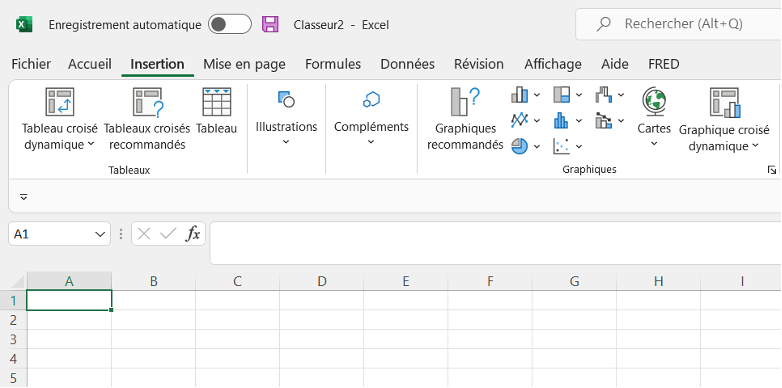 Enregistrement automatique Classeur2 - Excel Rechercher (Alt+Q)
Fichier Accueil Insertion Mise en page Formules Données Révision Affichage Aide FRED
Tableau croisé dynamique
Tableaux croisés recommandés
Tableau
Illustrations
Compléments
Graphiques recommandés
Cartes
Graphique croisé dynamique
Tableaux
Graphiques
A1 fx
A B C D E F G H I
1
2
3
4
5